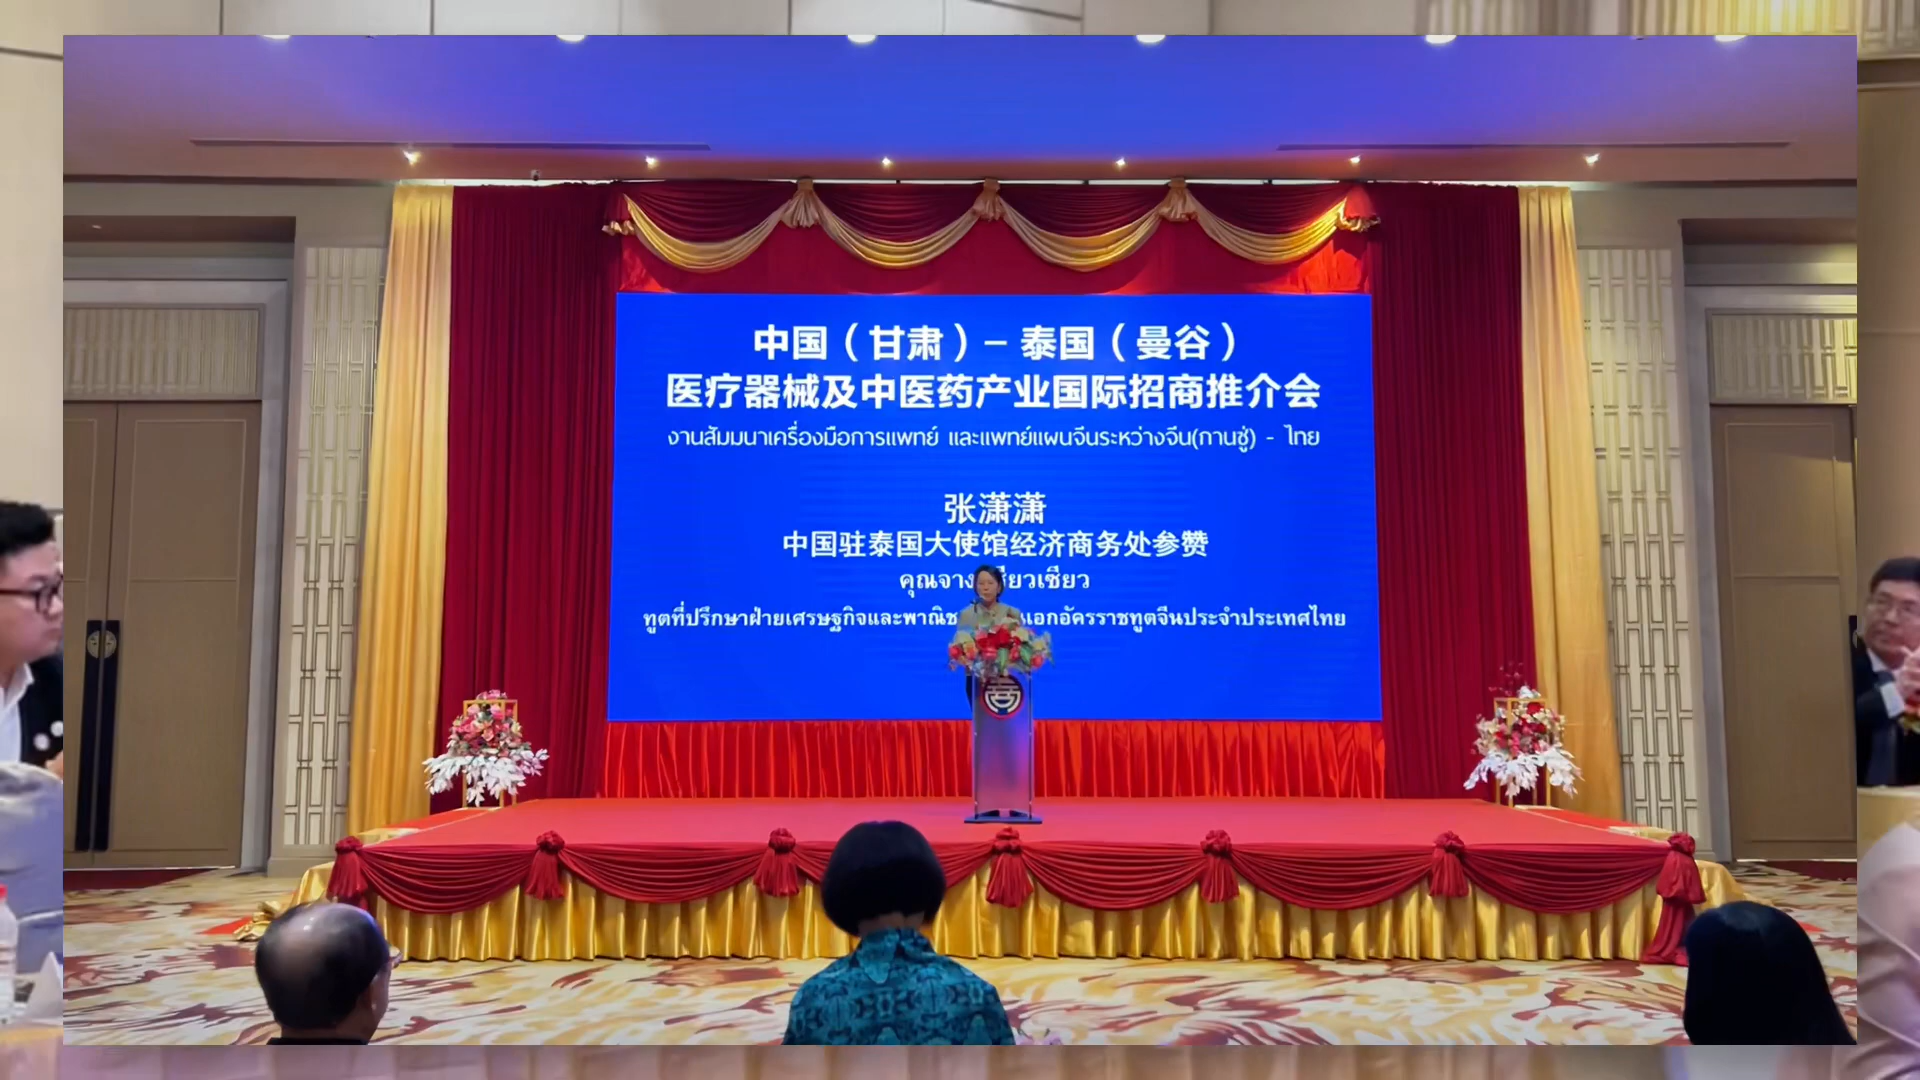 中国（甘肃）– 泰国（曼谷）
医疗器械及中医药产业国际招商推介会
งานสัมมนาเครื่องมือการแพทย์ และแพทย์แผนจีนระหว่างจีน(กานซู่) - ไทย
张潇潇
中国驻泰国大使馆经济商务处参赞
คุณจาง เซียวเซียว
ทูตที่ปรึกษาฝ่ายเศรษฐกิจและพาณิช เอกอัครราชทูตจีนประจำประเทศไทย